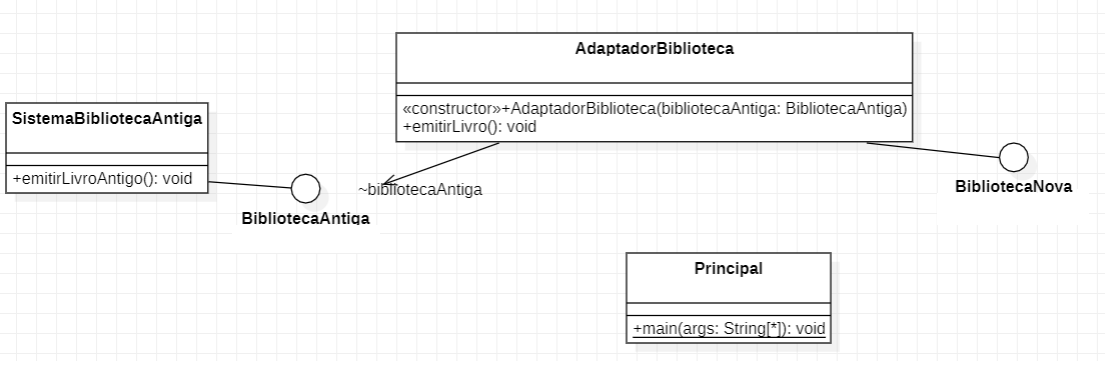 AdaptadorBiblioteca
«constructor»+AdaptadorBiblioteca(bibliotecaAntiga: BibliotecaAntiga)
+emitirLivro(): void
SistemaBibliotecaAntiga
+emitirLivroAntigo(): void
BibliotecaAntiga
~bibliotecaAntiga
BibliotecaNova
Principal
+main(args: String[*]): void